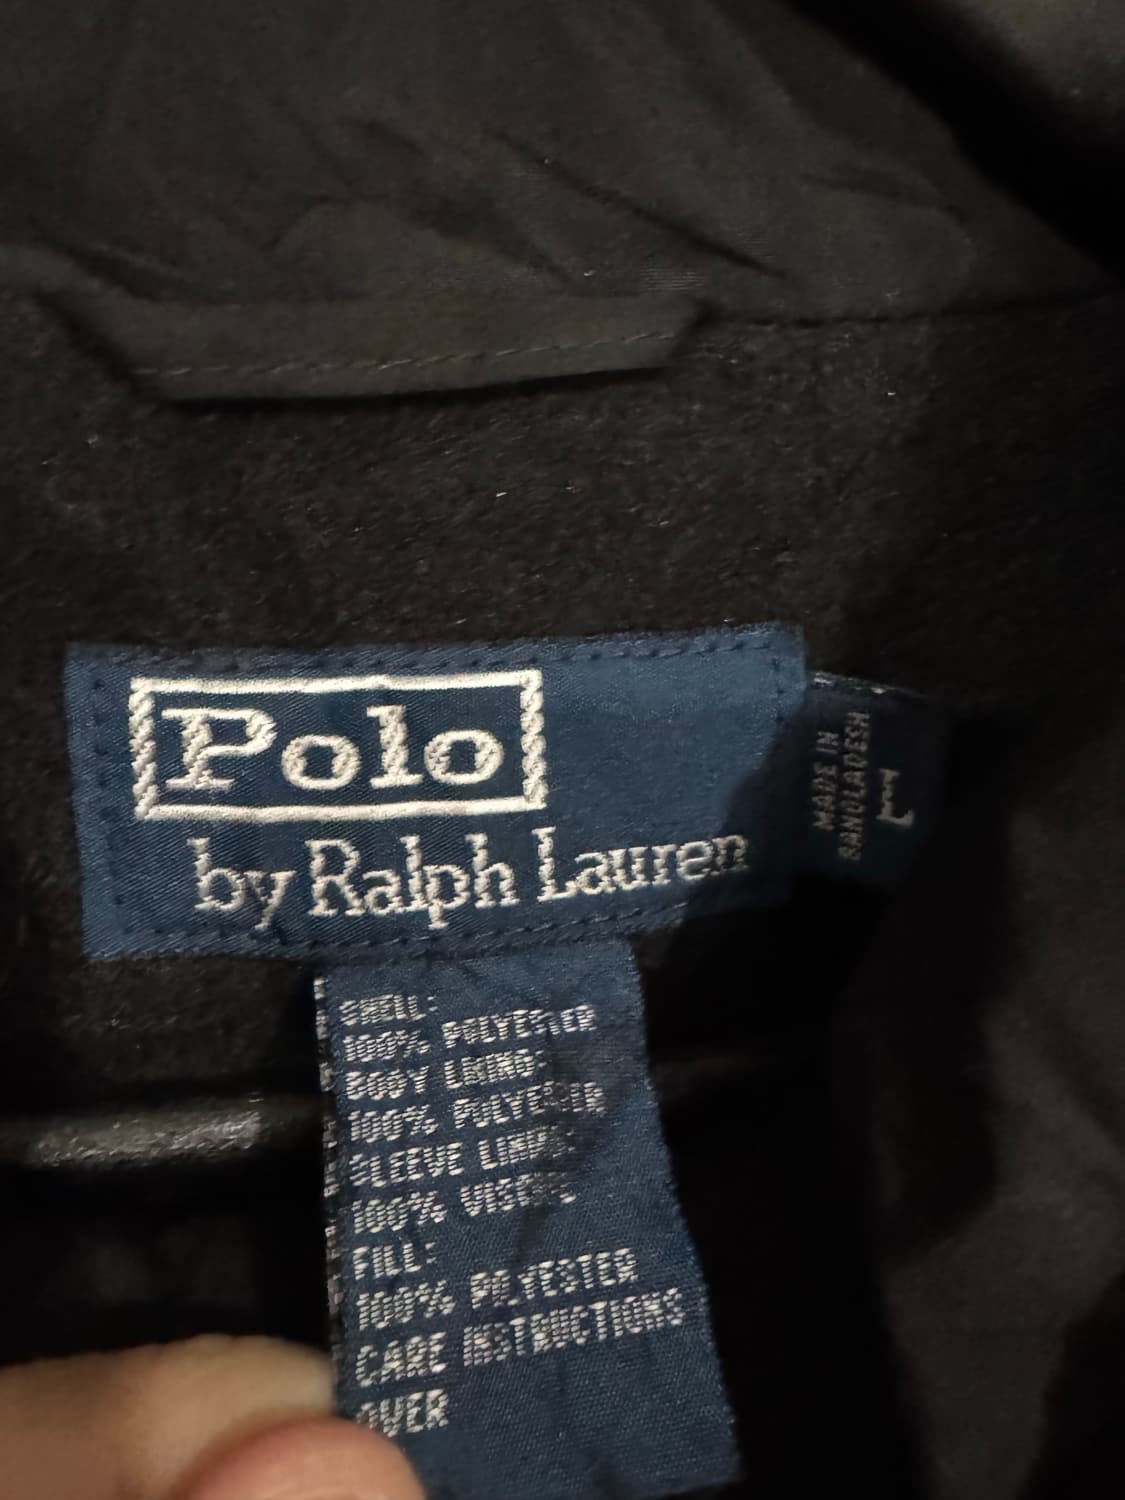 Polo
by Ralph Lauren
MADE IN
BANGLADESH
L
SHELL:
100% POLYESTER
BODY LINING:
100% POLYESTER
SLEEVE LINING:
100% VISCOSE
FILL:
100% POLYESTER
CARE INSTRUCTIONS
OVER